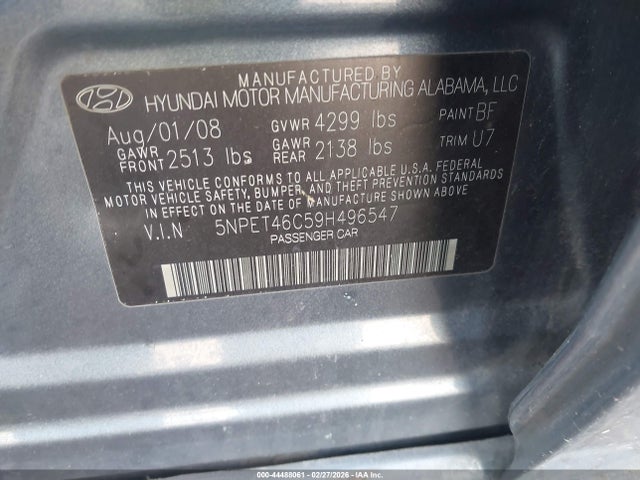 MANUFACTURED BY
HYUNDAI MOTOR MANUFACTURING ALABAMA, LLC
Aug/01/08 GVWR 4299 lbs PAINT BF
GAWR FRONT 2513 lbs GAWR REAR 2138 lbs TRIM U7
THIS VEHICLE CONFORMS TO ALL APPLICABLE U.S.A. FEDERAL
MOTOR VEHICLE SAFETY, BUMPER, AND THEFT PREVENTION STANDARDS
IN EFFECT ON THE DATE OF MANUFACTURE SHOWN ABOVE.
V.I.N 5NPET46C59H496547
PASSENGER CAR
000-44488061 - 02/27/2026 - IAAI.COM